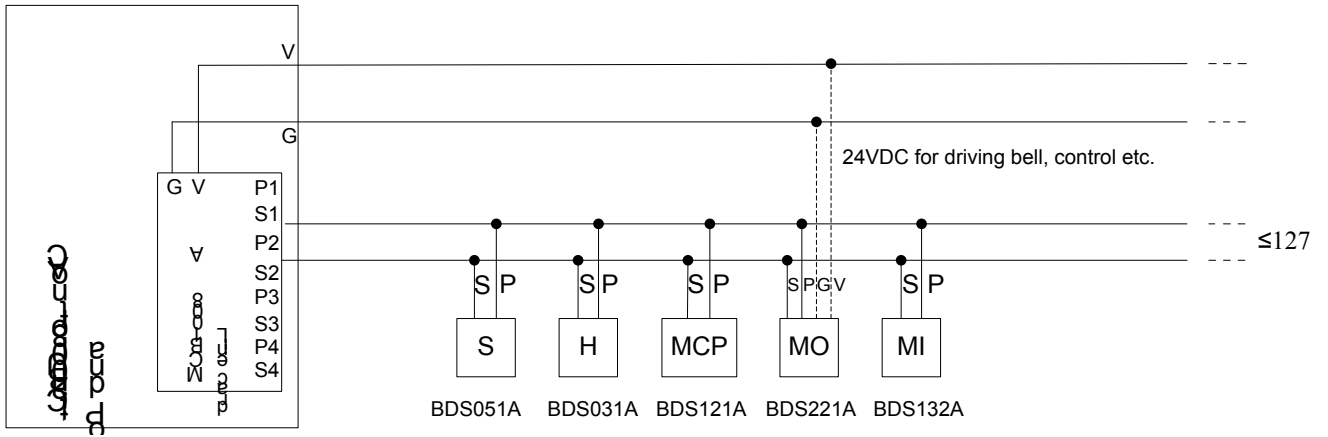 V
G
G V P1
S1
P2
S2
P3
S3
P4
S4
A
24VDC for driving bell, control etc.
≤127
S P S P S P S P G V S P
S H MCP MO MI
BDS051A BDS031A BDS121A BDS221A BDS132A